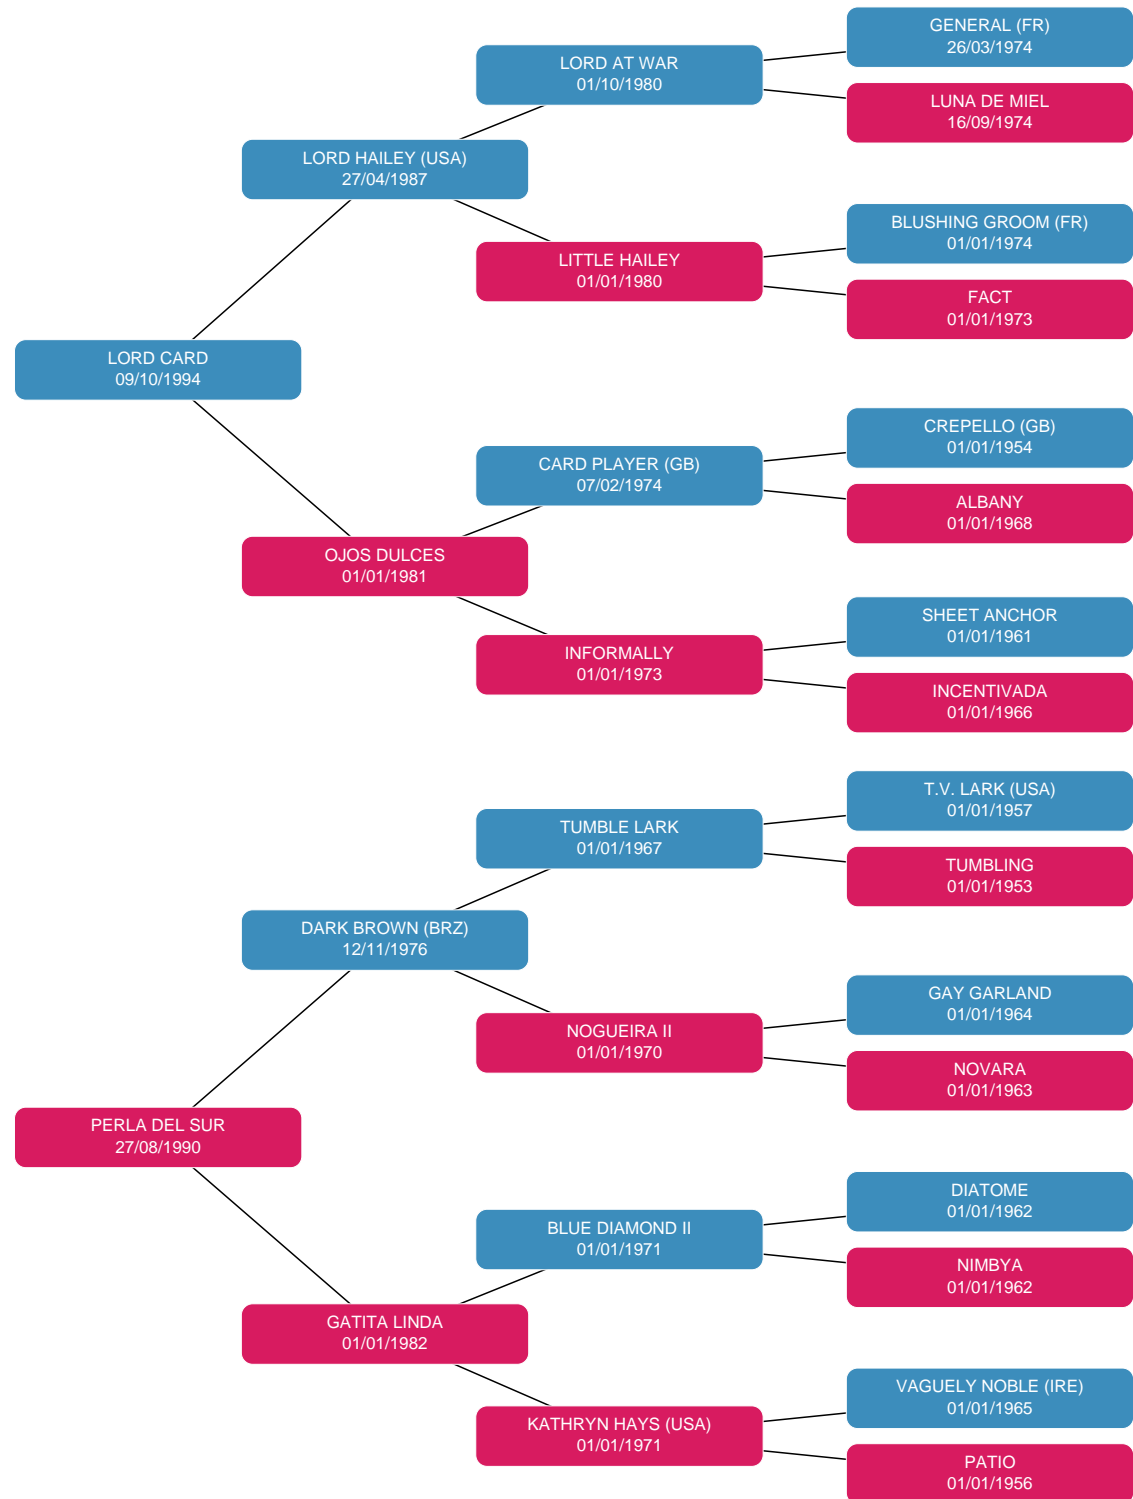 GENERAL (FR)
26/03/1974
LORD AT WAR
01/10/1980
LUNA DE MIEL
16/09/1974
LORD HAILEY (USA)
27/04/1987
BLUSHING GROOM (FR)
01/01/1974
LITTLE HAILEY
01/01/1980
FACT
01/01/1973
LORD CARD
09/10/1994
CREPELLO (GB)
01/01/1954
CARD PLAYER (GB)
07/02/1974
ALBANY
01/01/1968
OJOS DULCES
01/01/1981
SHEET ANCHOR
01/01/1961
INFORMALLY
01/01/1973
INCENTIVADA
01/01/1966
T.V. LARK (USA)
01/01/1957
TUMBLE LARK
01/01/1967
TUMBLING
01/01/1953
DARK BROWN (BRZ)
12/11/1976
GAY GARLAND
01/01/1964
NOGUEIRA II
01/01/1970
NOVARA
01/01/1963
PERLA DEL SUR
27/08/1990
DIATOME
01/01/1962
BLUE DIAMOND II
01/01/1971
NIMBYA
01/01/1962
GATITA LINDA
01/01/1982
VAGUELY NOBLE (IRE)
01/01/1965
KATHRYN HAYS (USA)
01/01/1971
PATIO
01/01/1956